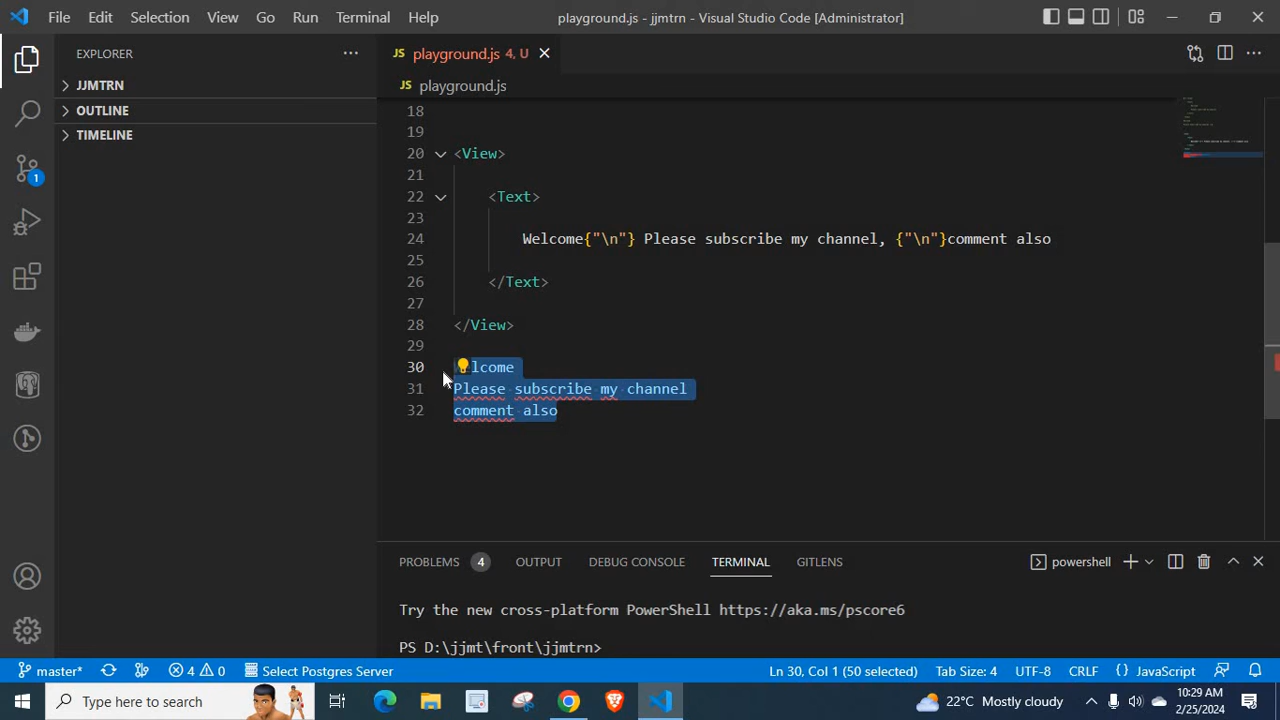 File Edit Selection View Go Run Terminal Help
playground.js - jjmtrn - Visual Studio Code [Administrator]
EXPLORER
JJMTRN
OUTLINE
TIMELINE
1
JS playground.js 4, U
JS playground.js
18
19
20 <View>
21
22 <Text>
23
24 Welcome{"\n"} Please subscribe my channel, {"\n"}comment also
25
26 </Text>
27
28 </View>
29
30 lcome
31 Please subscribe my channel
32 comment also
PROBLEMS 4 OUTPUT DEBUG CONSOLE TERMINAL GITLENS
powershell
Try the new cross-platform PowerShell https://aka.ms/pscore6
PS D:\jjmt\front\jjmtrn>
master* 4 0 Select Postgres Server
Ln 30, Col 1 (50 selected) Tab Size: 4 UTF-8 CRLF {} JavaScript
Type here to search
22°C Mostly cloudy
10:29 AM
2/25/2024